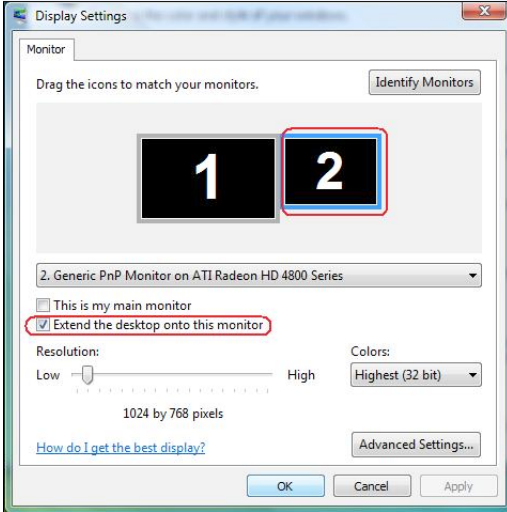 Display Settings
Monitor
Drag the icons to match your monitors.
Identify Monitors
1
2
2. Generic PnP Monitor on ATI Radeon HD 4800 Series
This is my main monitor
Extend the desktop onto this monitor
Resolution:
Colors:
Low
High
Highest (32 bit)
1024 by 768 pixels
How do I get the best display?
Advanced Settings...
OK
Cancel
Apply